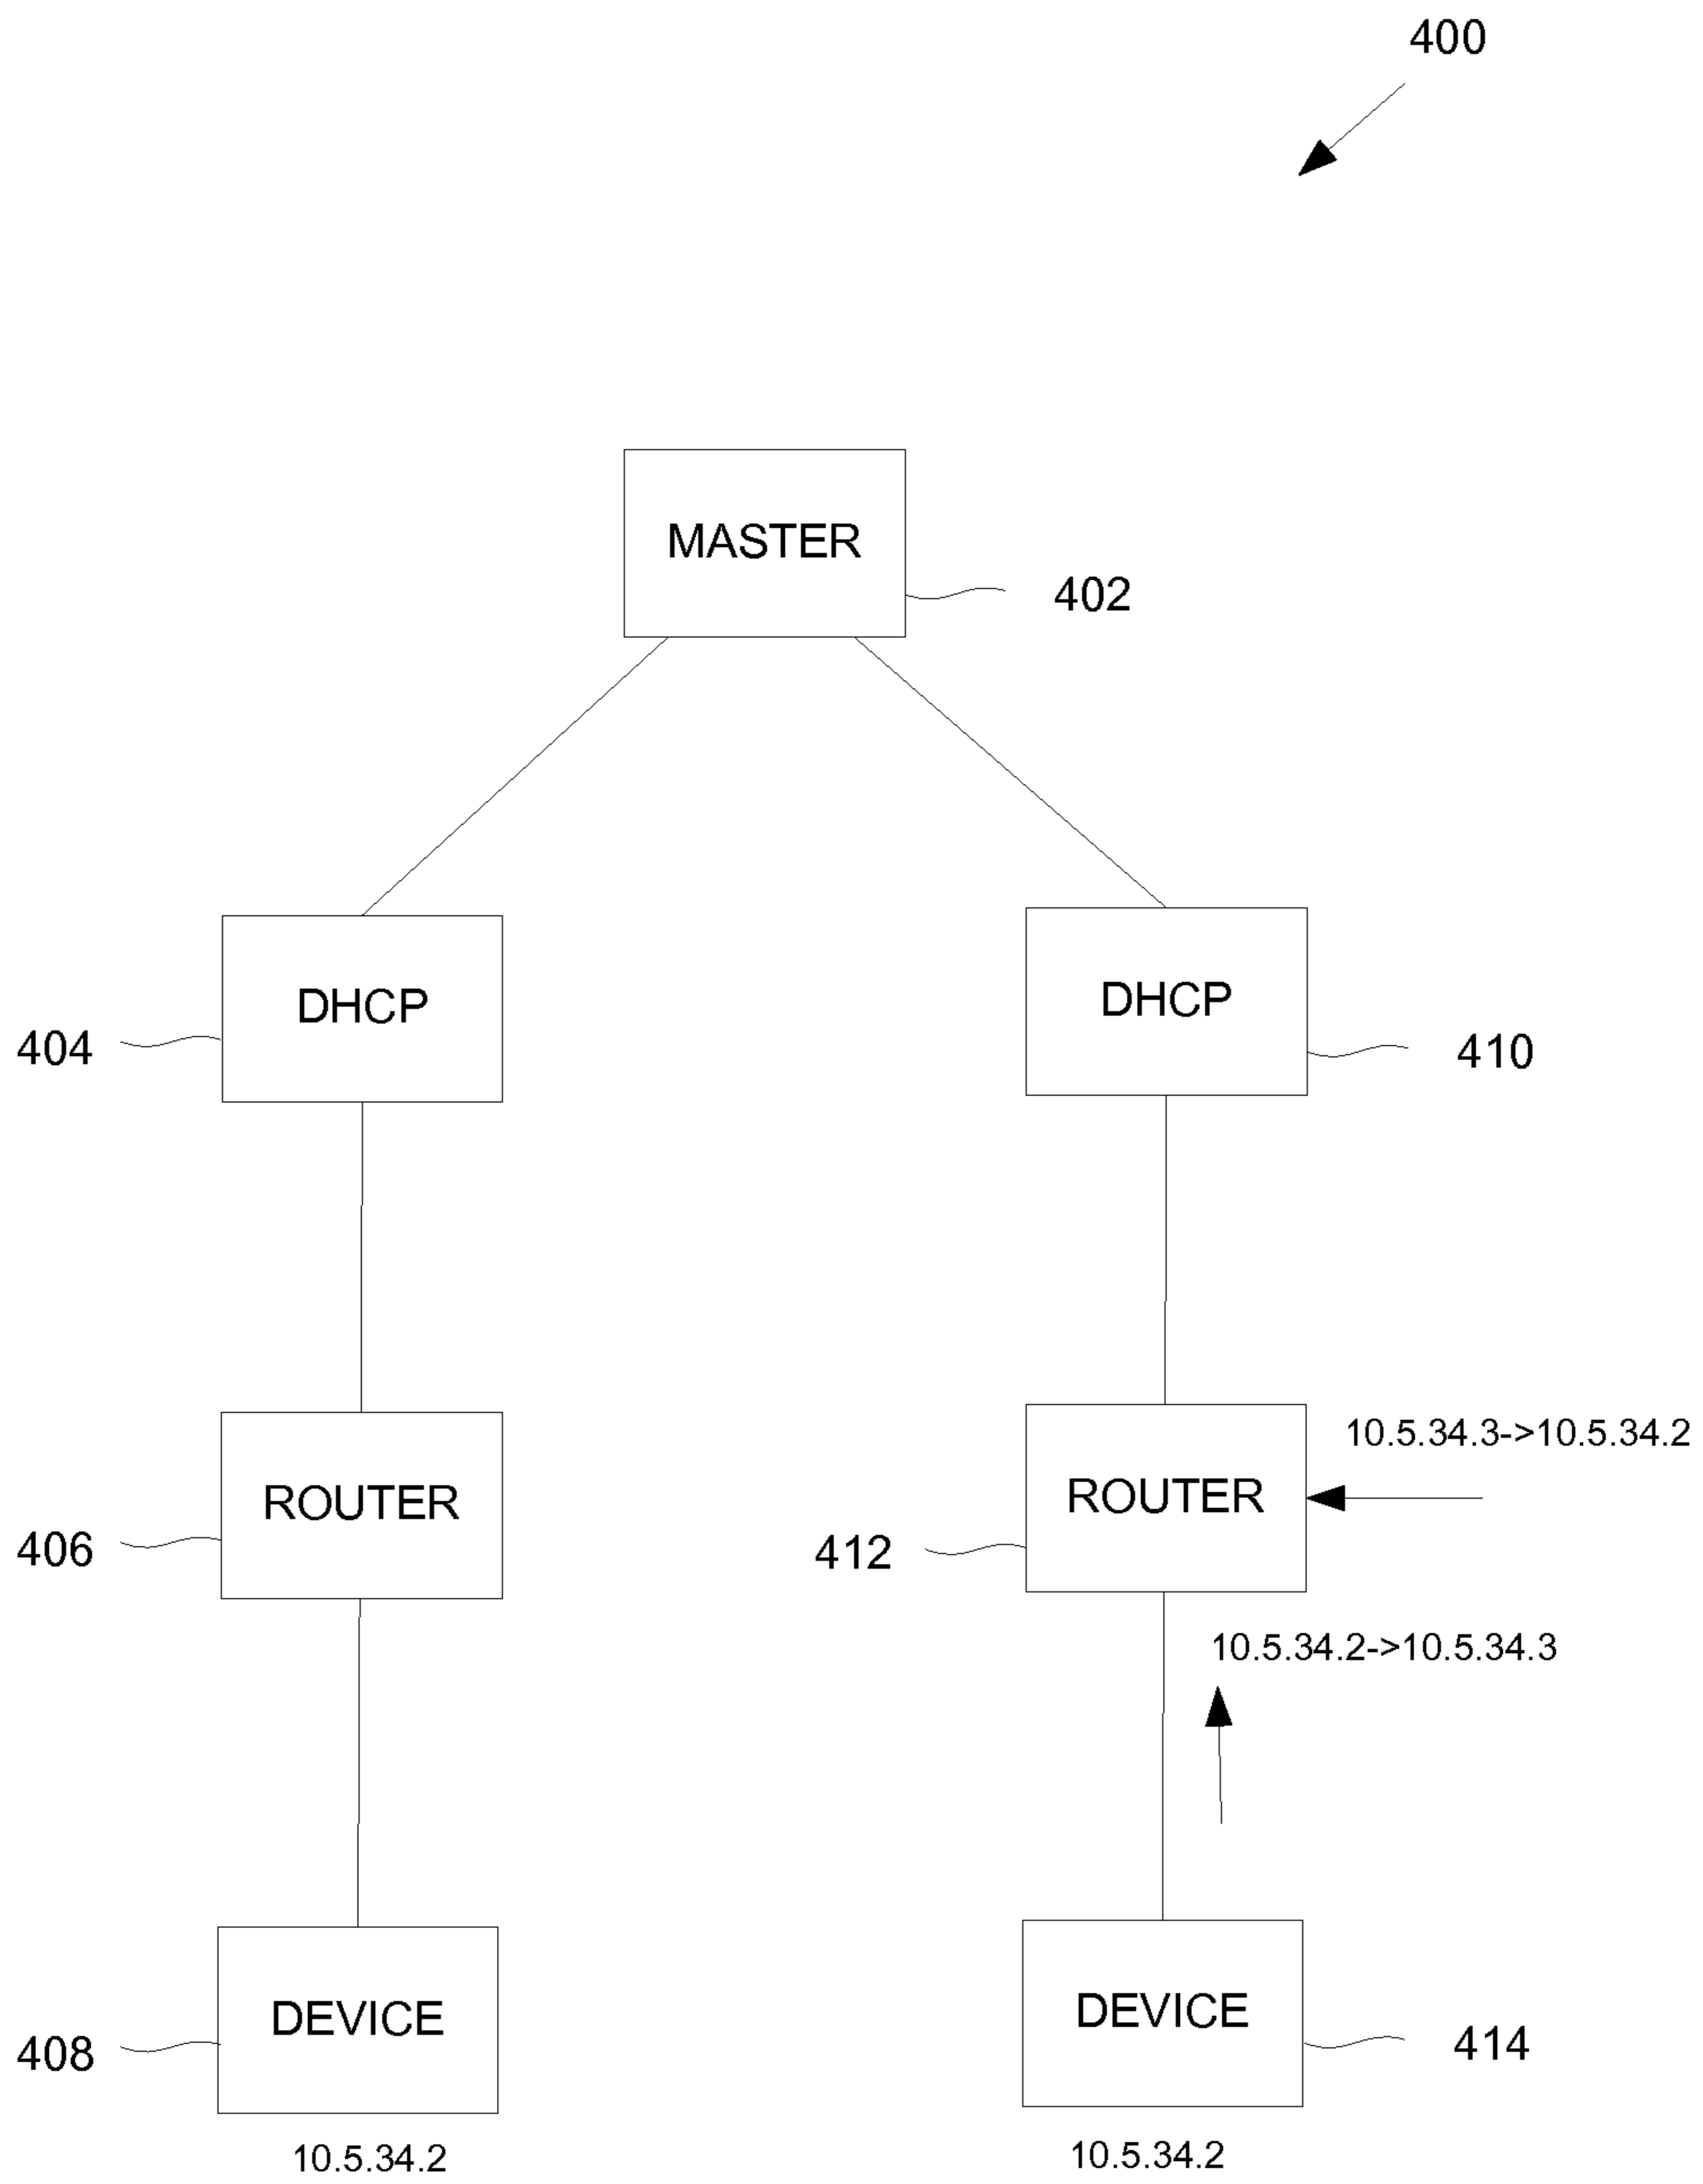 400
MASTER
402
DHCP
404
DHCP
410
ROUTER
406
ROUTER
412
10.5.34.3->10.5.34.2
10.5.34.2->10.5.34.3
DEVICE
408
10.5.34.2
DEVICE
414
10.5.34.2